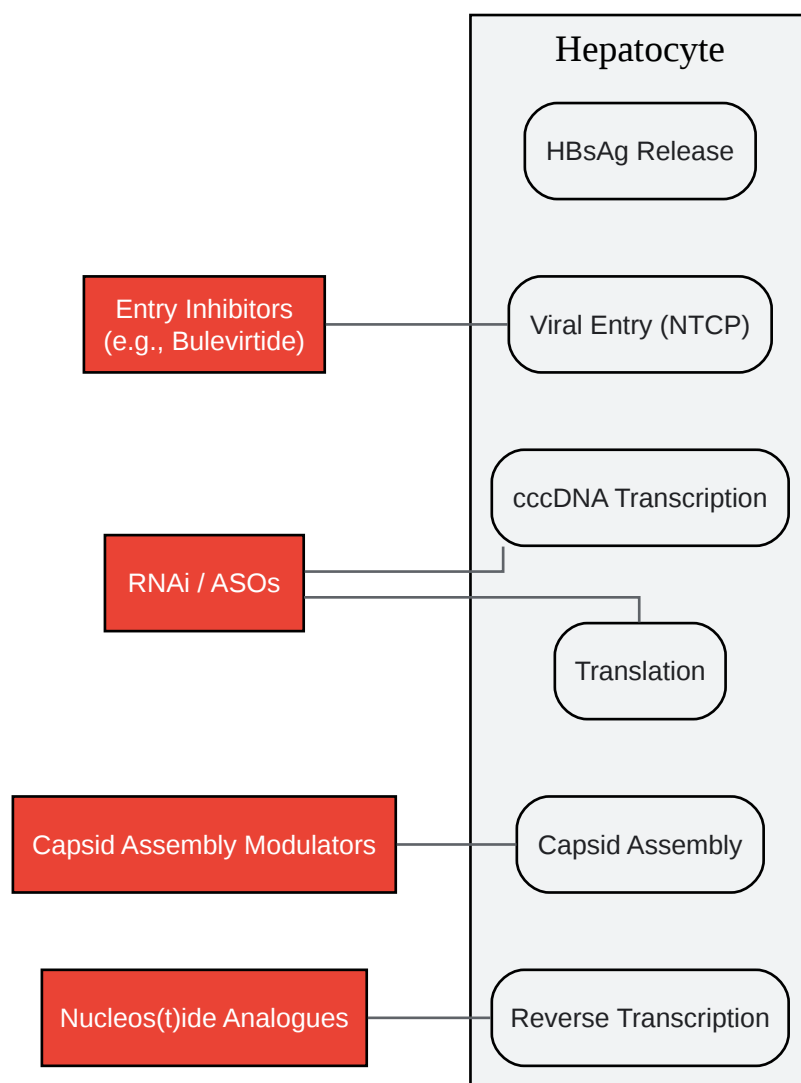 Hepatocyte
HBsAg Release
Entry Inhibitors
(e.g., Bulevirtide)
Viral Entry (NTCP)
cccDNA Transcription
RNAi / ASOs
Translation
Capsid Assembly Modulators
Capsid Assembly
Nucleos(t)ide Analogues
Reverse Transcription